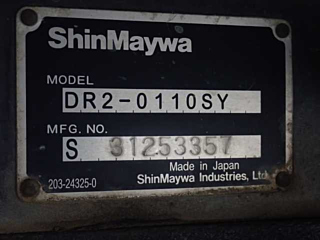 ShinMaywa
MODEL
DR2-0110SY
MFG. NO.
S 31253357
Made in Japan
203-24325-0 ShinMaywa Industries, Ltd.